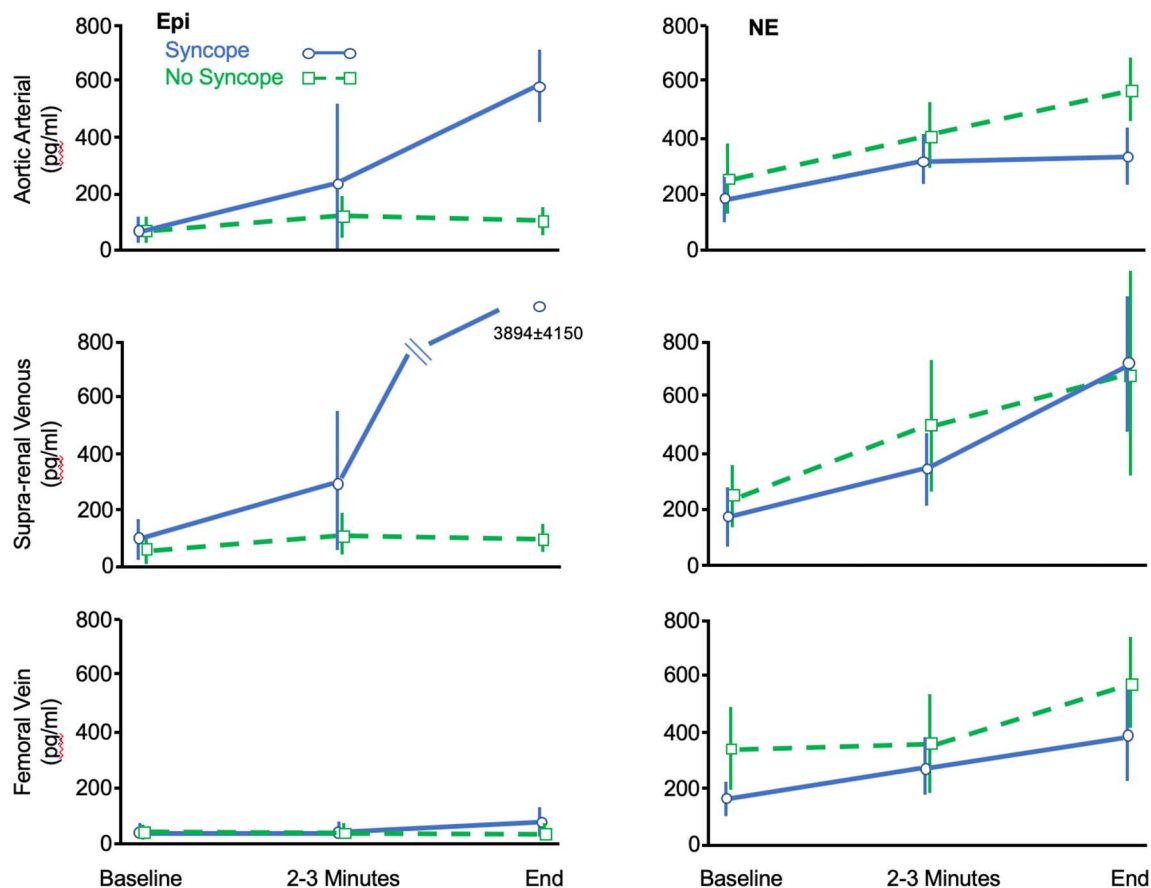 Epi
Syncope
No Syncope
Aortic Arterial
(pg/ml)
800
600
400
200
0
NE
800
600
400
200
0
Supra-renal Venous
(pg/ml)
800
600
400
200
0
3894±4150
800
600
400
200
0
Femoral Vein
(pg/ml)
800
600
400
200
0
Baseline 2-3 Minutes End
800
600
400
200
0
Baseline 2-3 Minutes End